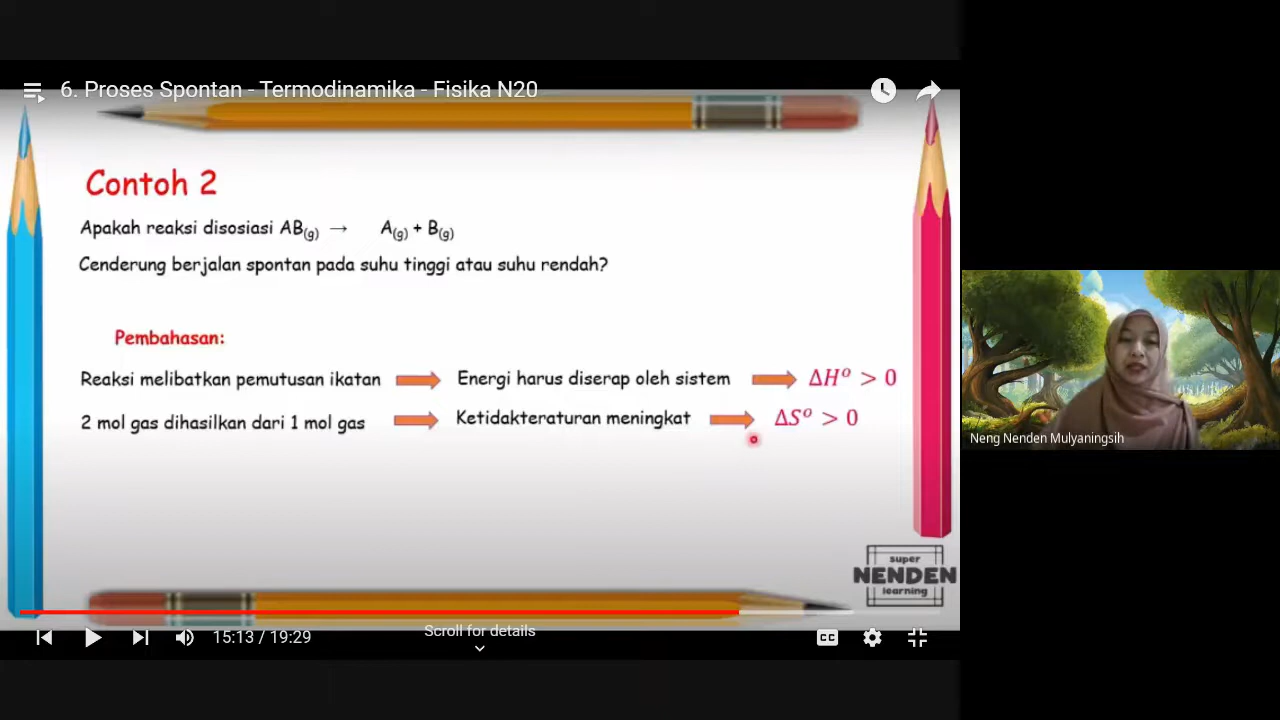 6. Proses Spontan - Termodinamika - Fisika N20
Contoh 2
Apakah reaksi disosiasi AB(g) → A(g) + B(g)
Cenderung berjalan spontan pada suhu tinggi atau suhu rendah?
Pembahasan:
Reaksi melibatkan pemutusan ikatan Energi harus diserap oleh sistem ΔH° > 0
2 mol gas dihasilkan dari 1 mol gas Ketidakteraturan meningkat ΔS° > 0
Neng Nenden Mulyaningsih
super
NENDEN
learning
15:13 / 19:29
Scroll for details
CC